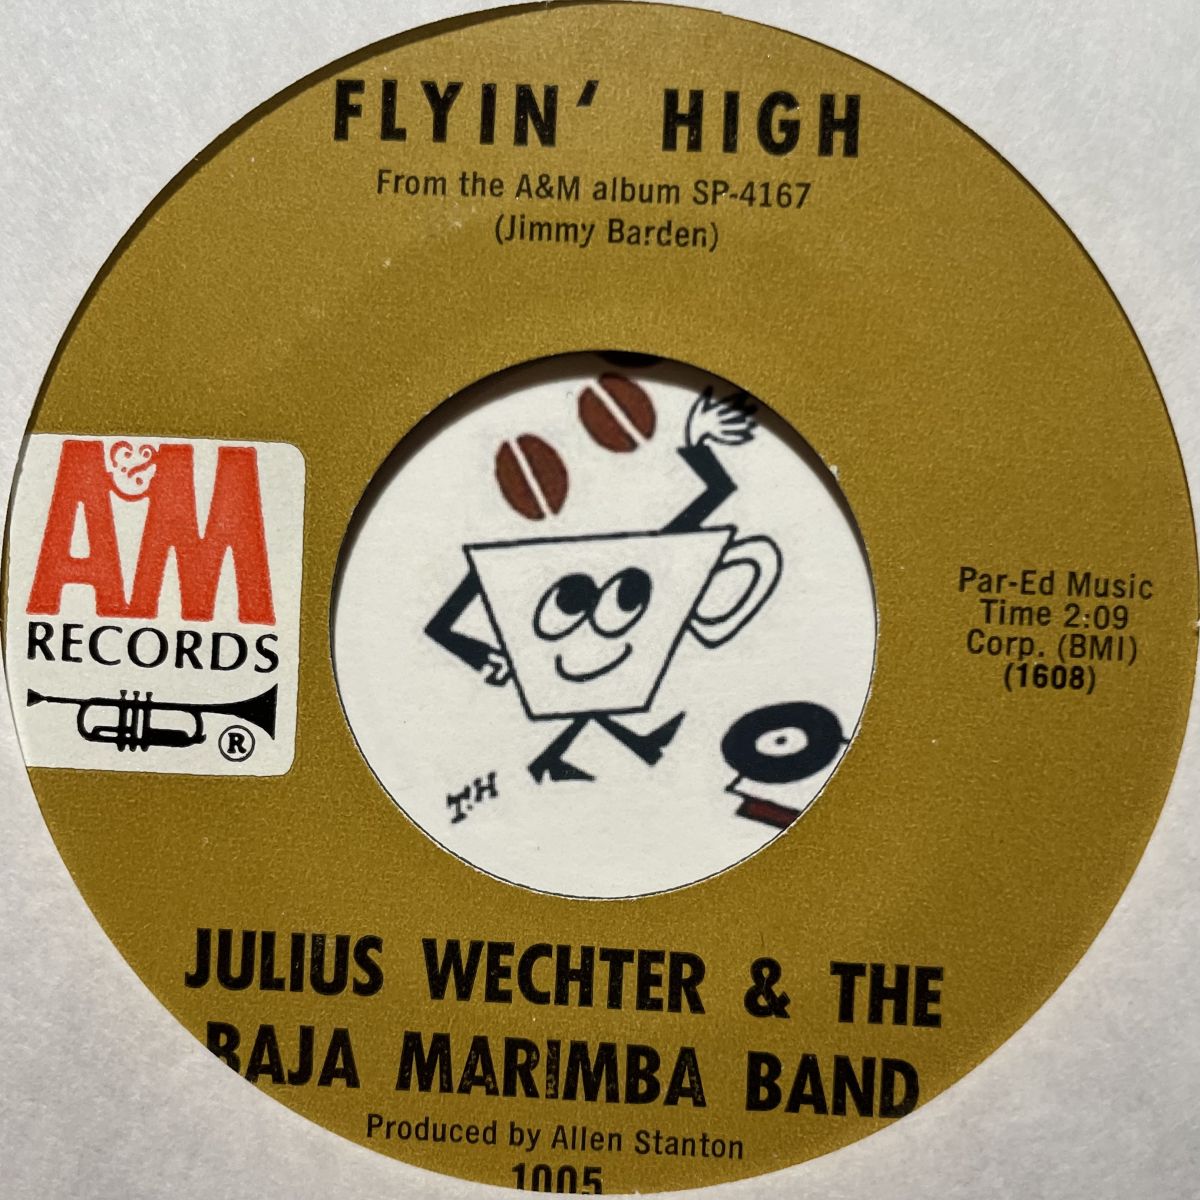 FLYIN' HIGH
From the A&M album SP-4167
(Jimmy Barden)
A&M
RECORDS
®
Par-Ed Music
Time 2:09
Corp. (BMI)
(1608)
T.H
JULIUS WECHTER & THE
BAJA MARIMBA BAND
Produced by Allen Stanton
1005